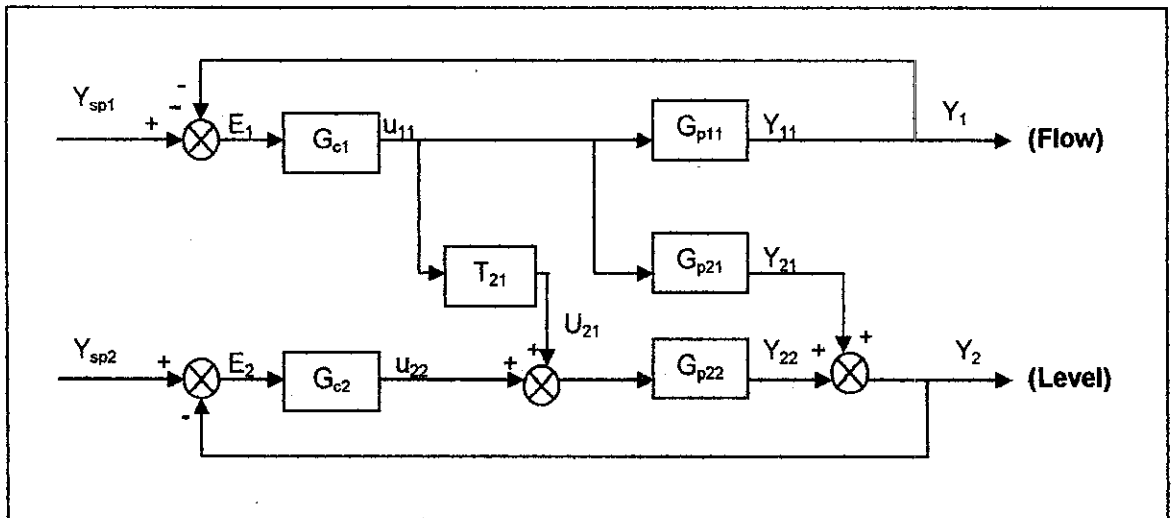 Y_sp1
+
-
-
E_1
G_c1
u_11
G_p11
Y_11
Y_1
(Flow)
T_21
U_21
G_p21
Y_21
Y_sp2
+
-
E_2
G_c2
u_22
+
+
G_p22
Y_22
+
+
Y_2
(Level)